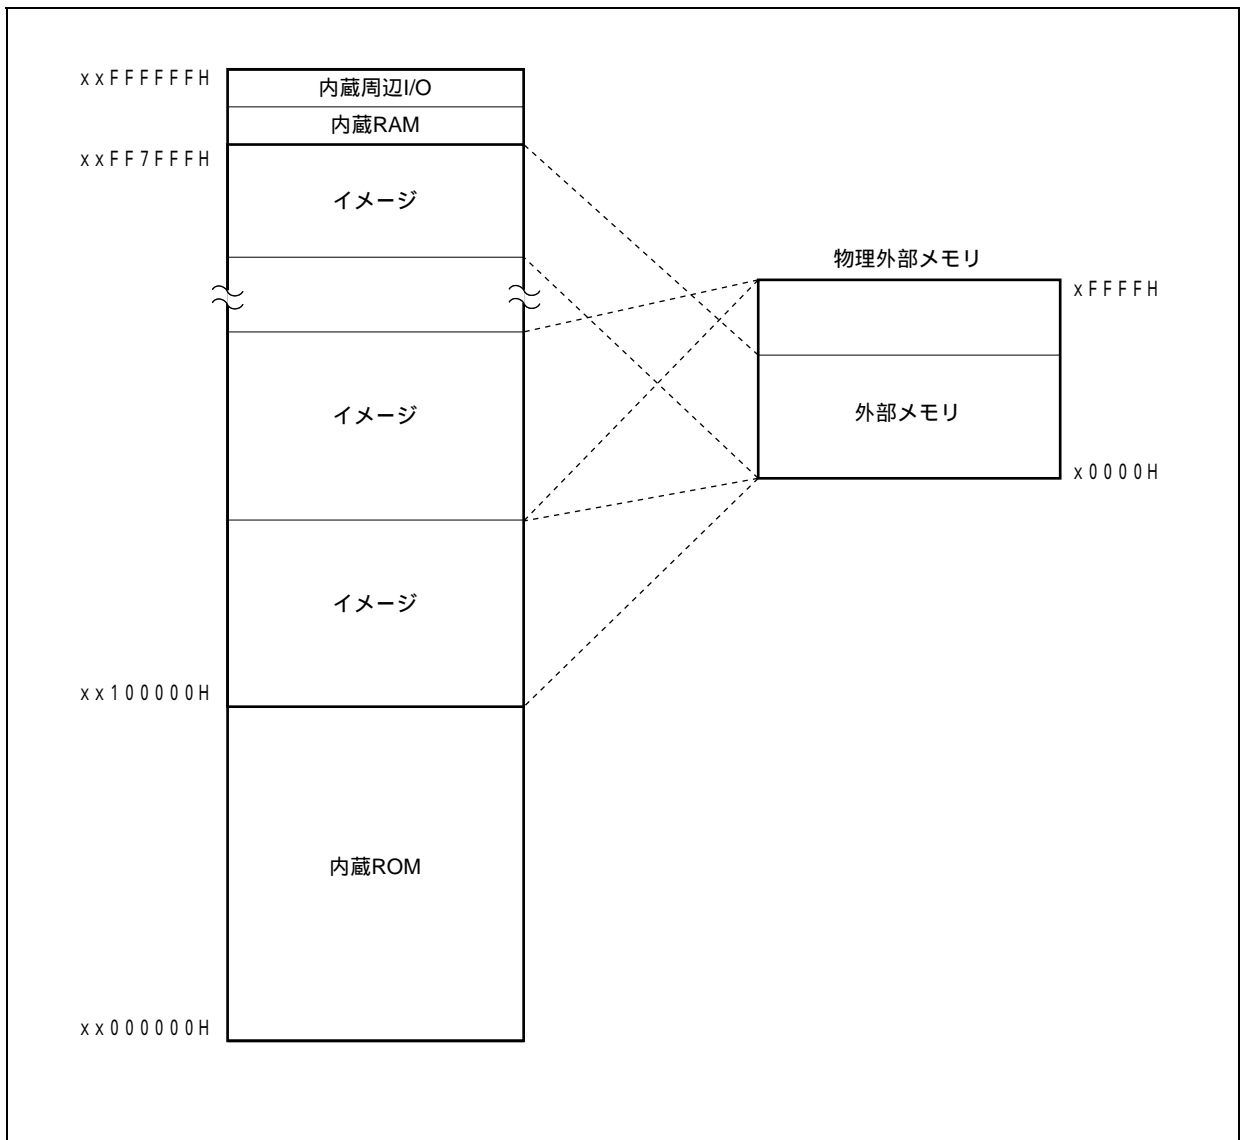 xxFFFFFFH
内蔵周辺I/O
内蔵RAM
xxFF7FFFH
イメージ
物理外部メモリ
xFFFFH
イメージ
外部メモリ
x0000H
イメージ
xx100000H
内蔵ROM
xx000000H